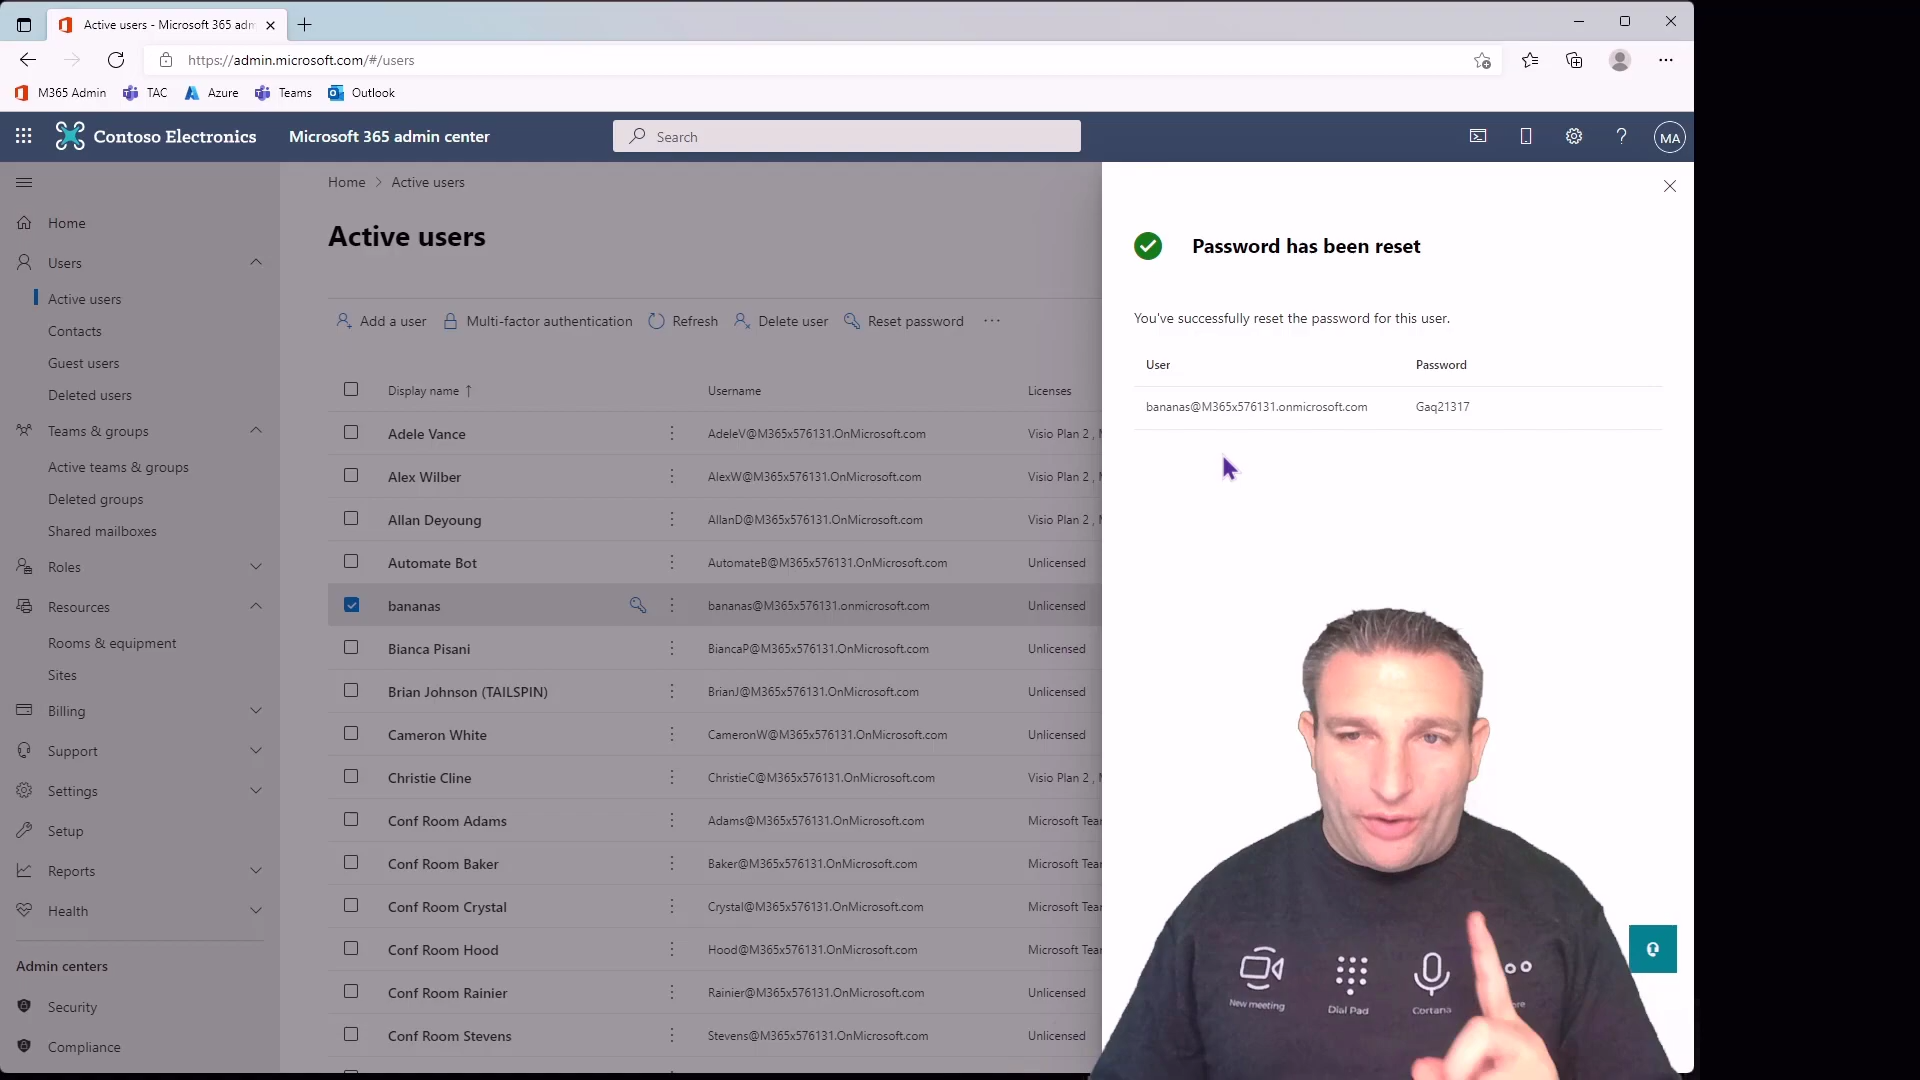 Active users - Microsoft 365 adm
https://admin.microsoft.com/#/users
M365 Admin
TAC
Azure
Teams
Outlook
Contoso Electronics
Microsoft 365 admin center
Search
?
MA
Home
Users
Active users
Contacts
Guest users
Deleted users
Teams & groups
Active teams & groups
Deleted groups
Shared mailboxes
Roles
Resources
Rooms & equipment
Sites
Billing
Support
Settings
Setup
Reports
Health
Admin centers
Security
Compliance
Home > Active users
Active users
Add a user
Multi-factor authentication
Refresh
Delete user
Reset password
Display name ↑ Username Licenses
Adele Vance AdeleV@M365x576131.OnMicrosoft.com Visio Plan 2 , M
Alex Wilber AlexW@M365x576131.OnMicrosoft.com Visio Plan 2 , M
Allan Deyoung AllanD@M365x576131.OnMicrosoft.com Visio Plan 2 , M
Automate Bot AutomateB@M365x576131.OnMicrosoft.com Unlicensed
bananas bananas@M365x576131.onmicrosoft.com Unlicensed
Bianca Pisani BiancaP@M365x576131.OnMicrosoft.com Unlicensed
Brian Johnson (TAILSPIN) BrianJ@M365x576131.OnMicrosoft.com Unlicensed
Cameron White CameronW@M365x576131.OnMicrosoft.com Unlicensed
Christie Cline ChristieC@M365x576131.OnMicrosoft.com Visio Plan 2 , M
Conf Room Adams Adams@M365x576131.OnMicrosoft.com Microsoft Tea
Conf Room Baker Baker@M365x576131.OnMicrosoft.com Microsoft Tea
Conf Room Crystal Crystal@M365x576131.OnMicrosoft.com Microsoft Tea
Conf Room Hood Hood@M365x576131.OnMicrosoft.com Microsoft Tea
Conf Room Rainier Rainier@M365x576131.OnMicrosoft.com Unlicensed
Conf Room Stevens Stevens@M365x576131.OnMicrosoft.com Unlicensed
Password has been reset
You've successfully reset the password for this user.
User Password
bananas@M365x576131.onmicrosoft.com Gaq21317
New meeting
Dial Pad
Cortana